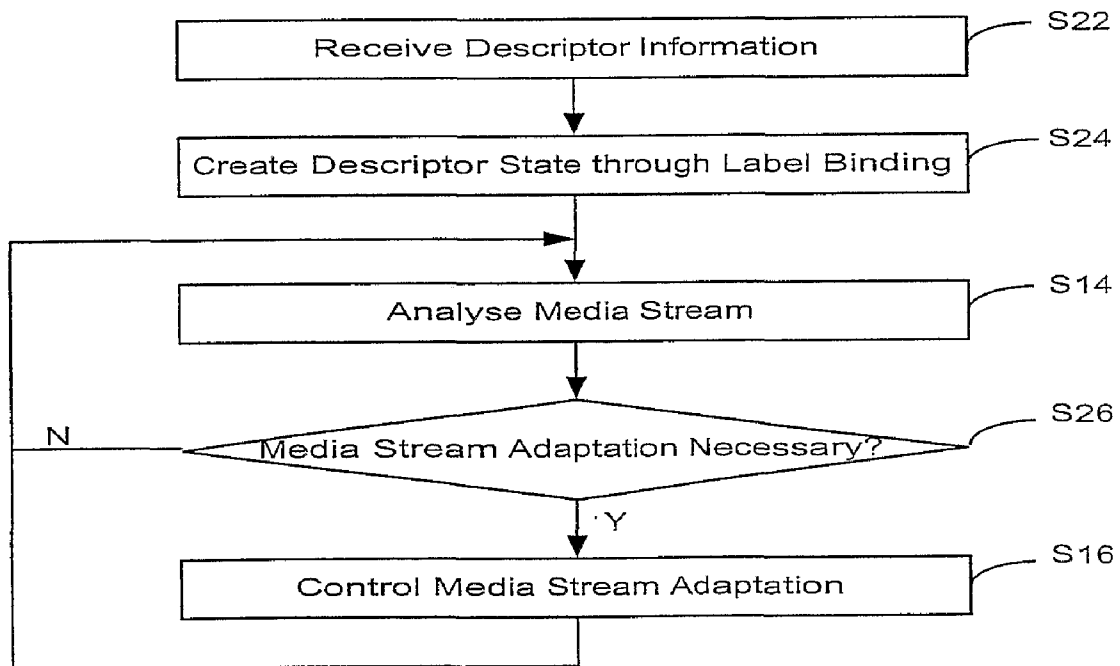 Receive Descriptor Information
S22
Create Descriptor State through Label Binding
S24
Analyse Media Stream
S14
Media Stream Adaptation Necessary?
S26
N
Y
Control Media Stream Adaptation
S16